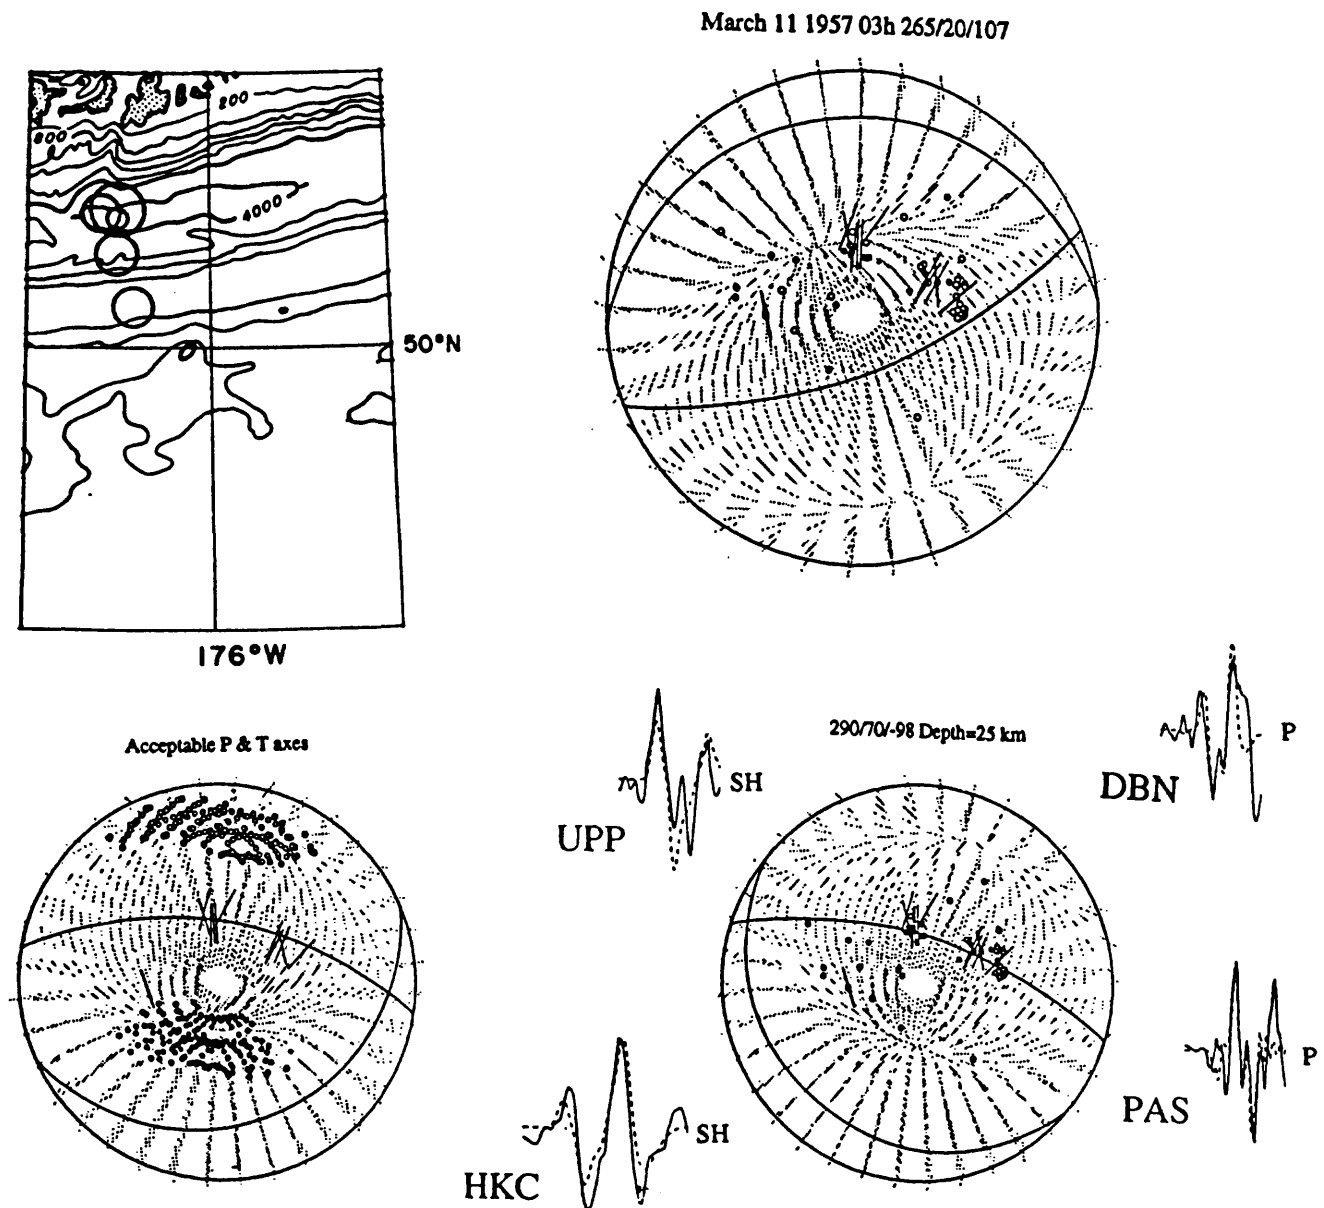 March 11 1957 03h 265/20/107
200
800
4000
50°N
176°W
Acceptable P & T axes
290/70/-98 Depth=25 km
SH
UPP
P
DBN
SH
HKC
P
PAS